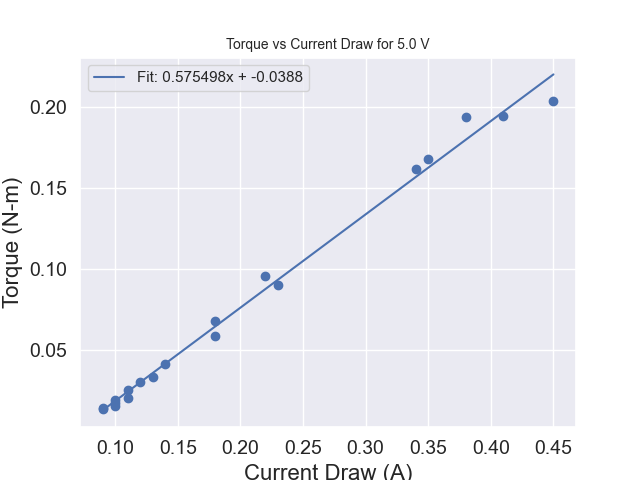 Torque vs Current Draw for 5.0 V
Fit: 0.575498x + -0.0388
0.20
0.15
0.10
0.05
Torque (N-m)
0.10 0.15 0.20 0.25 0.30 0.35 0.40 0.45
Current Draw (A)